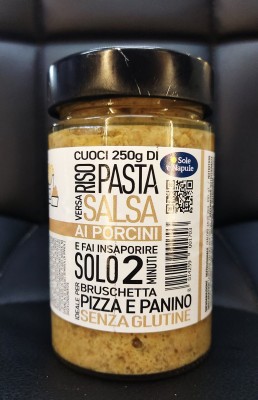 CUOCI 250g DI
RISO PASTA
VERSA SALSA
AI PORCINI
E FAI INSAPORIRE
SOLO 2 MINUTI
IDEALE PER BRUSCHETTA
PIZZA E PANINO
SENZA GLUTINE
Sole
e Napule